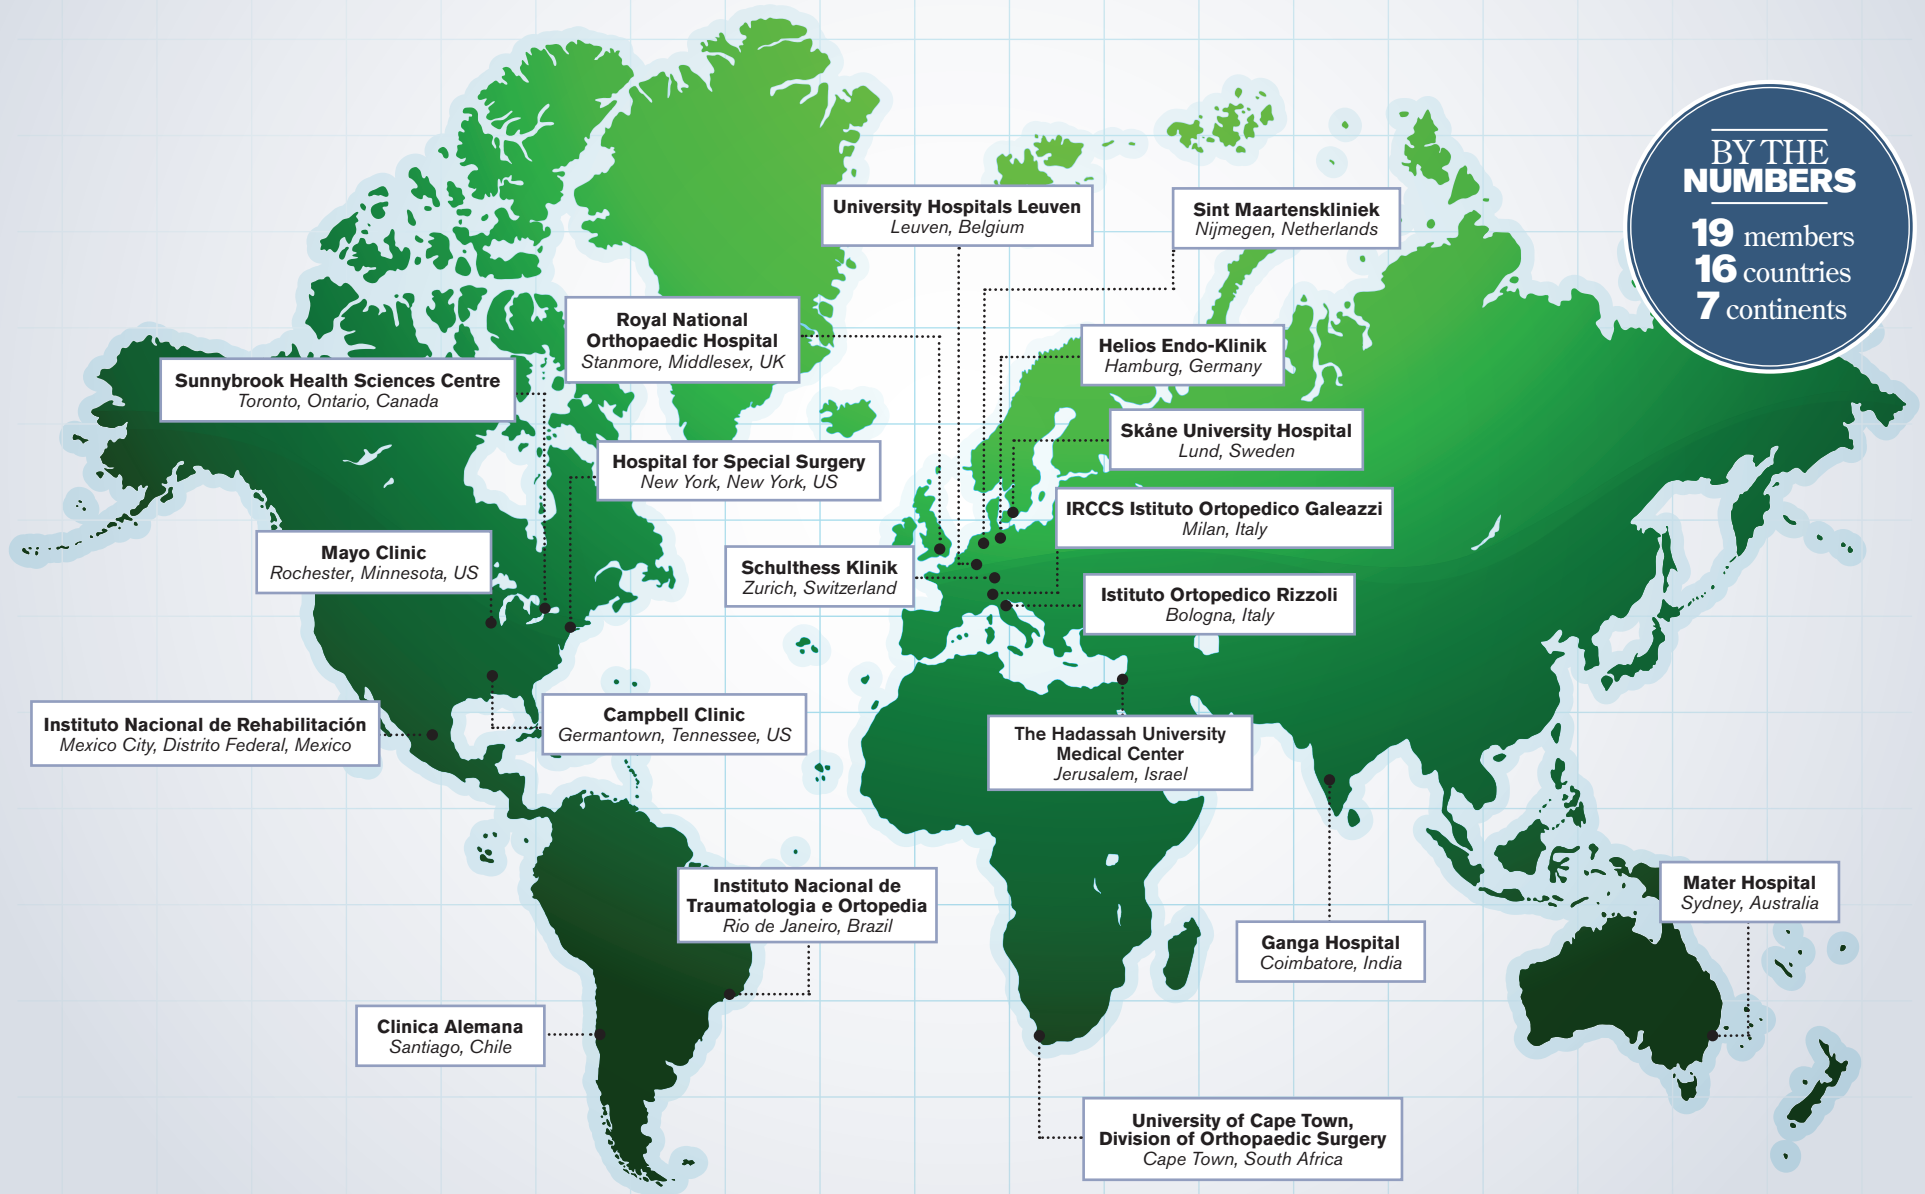 BY THE
NUMBERS
19 members
16 countries
7 continents
University Hospitals Leuven
Leuven, Belgium
Sint Maartenskliniek
Nijmegen, Netherlands
Royal National
Orthopaedic Hospital
Stanmore, Middlesex, UK
Helios Endo-Klinik
Hamburg, Germany
Sunnybrook Health Sciences Centre
Toronto, Ontario, Canada
Skåne University Hospital
Lund, Sweden
Hospital for Special Surgery
New York, New York, US
IRCCS Istituto Ortopedico Galeazzi
Milan, Italy
Mayo Clinic
Rochester, Minnesota, US
Schulthess Klinik
Zurich, Switzerland
Istituto Ortopedico Rizzoli
Bologna, Italy
Instituto Nacional de Rehabilitación
Mexico City, Distrito Federal, Mexico
Campbell Clinic
Germantown, Tennessee, US
The Hadassah University
Medical Center
Jerusalem, Israel
Instituto Nacional de
Traumatologia e Ortopedia
Rio de Janeiro, Brazil
Mater Hospital
Sydney, Australia
Ganga Hospital
Coimbatore, India
Clinica Alemana
Santiago, Chile
University of Cape Town,
Division of Orthopaedic Surgery
Cape Town, South Africa